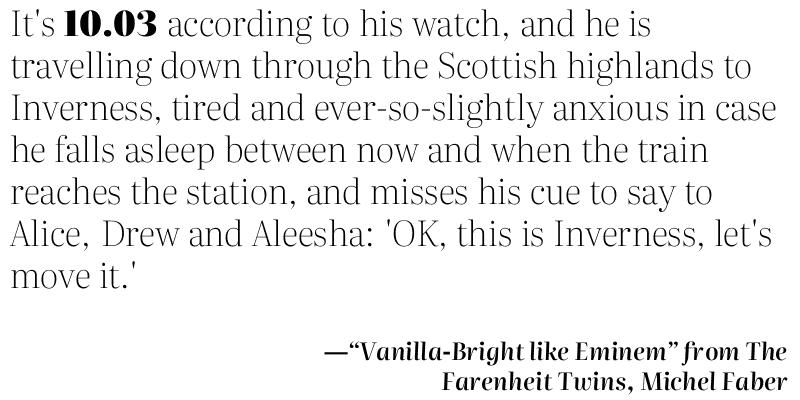 It's 10.03 according to his watch, and he is
travelling down through the Scottish highlands to
Inverness, tired and ever-so-slightly anxious in case
he falls asleep between now and when the train
reaches the station, and misses his cue to say to
Alice, Drew and Aleesha: 'OK, this is Inverness, let's
move it.'
—“Vanilla-Bright like Eminem” from The
Farenheit Twins, Michel Faber